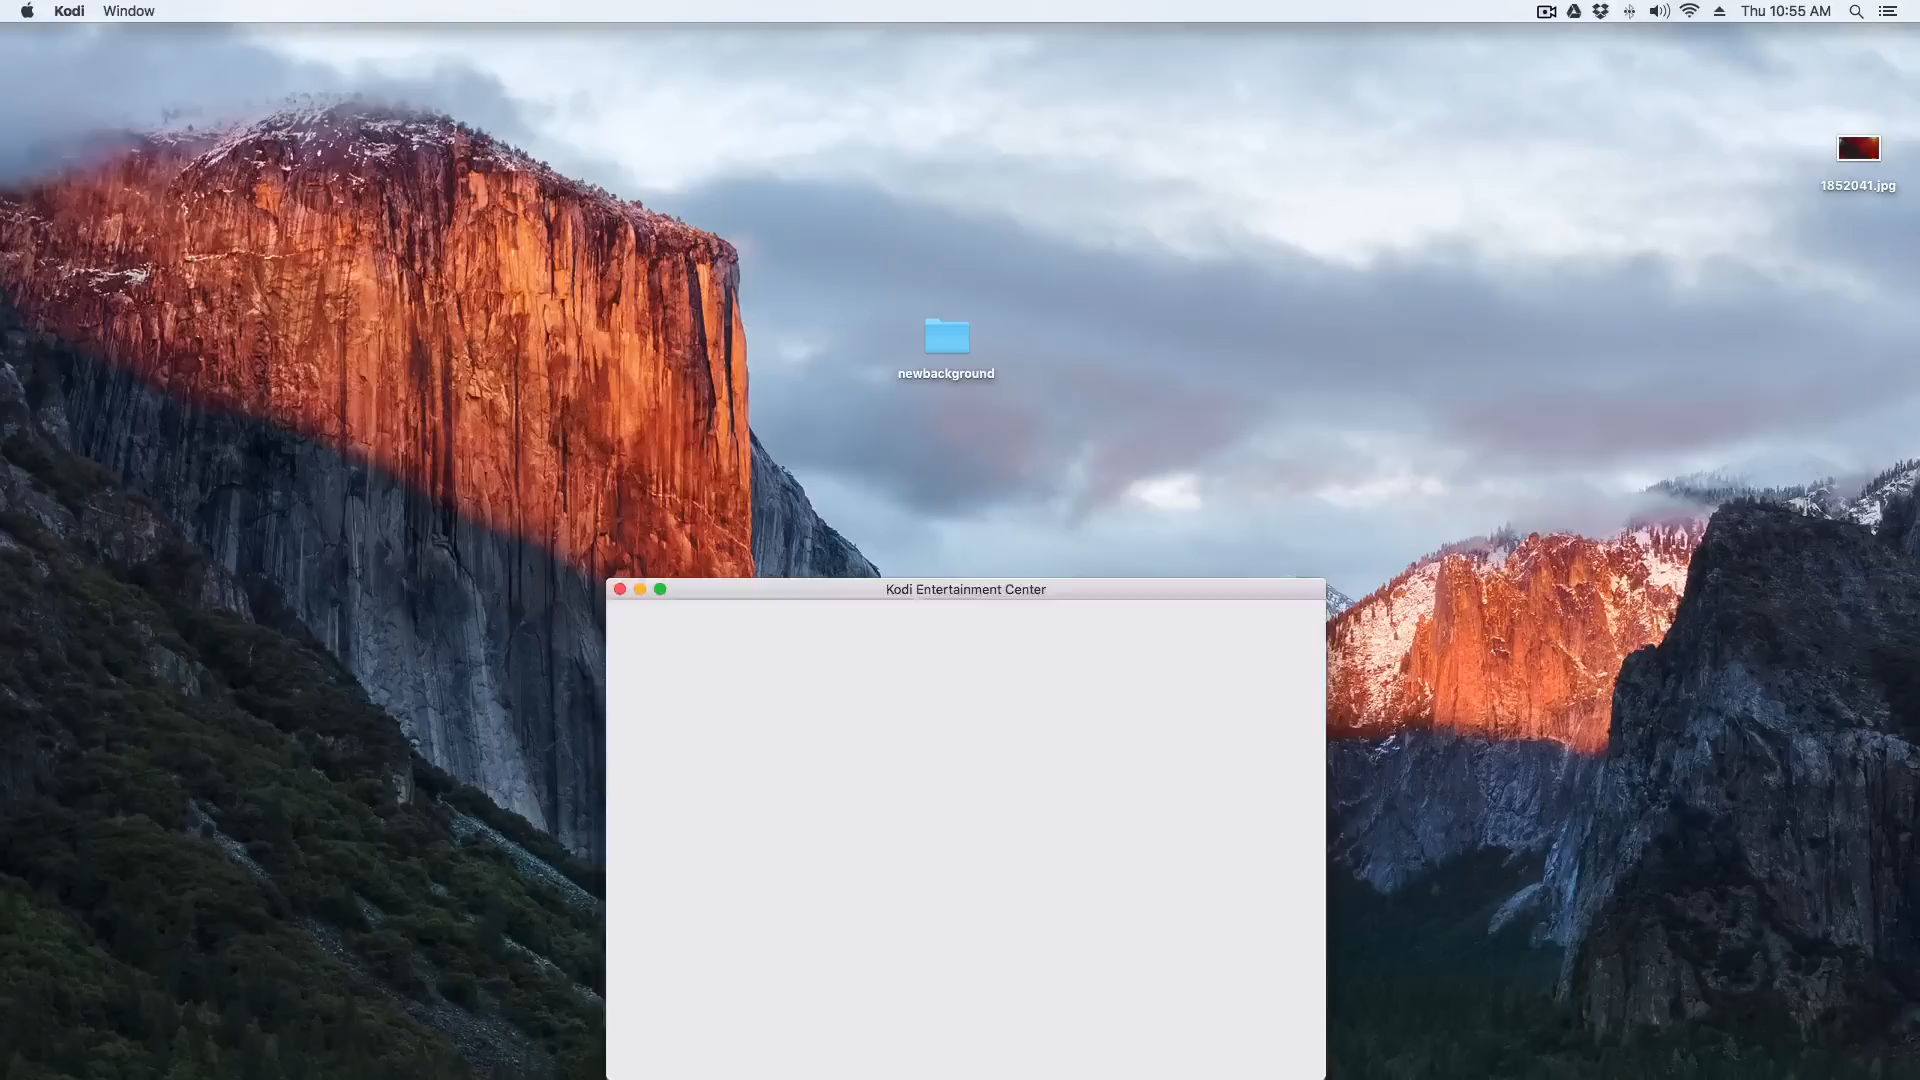 Kodi Window Thu 10:55 AM
1852041.jpg
newbackground
Kodi Entertainment Center